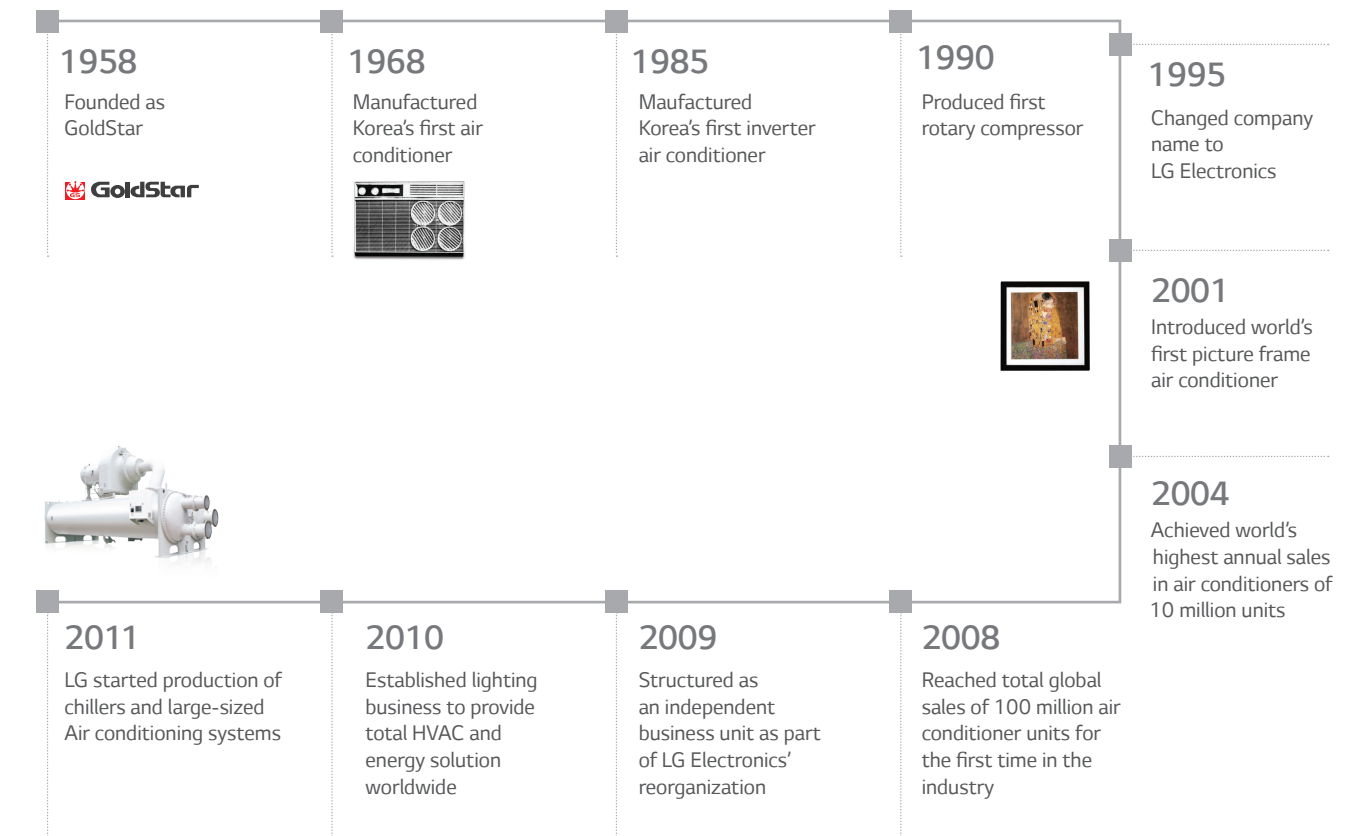 1958
Founded as
GoldStar
GS GoldStar
1968
Manufactured
Korea's first air
conditioner
1985
Maufactured
Korea's first inverter
air conditioner
1990
Produced first
rotary compressor
1995
Changed company
name to
LG Electronics
2001
Introduced world's
first picture frame
air conditioner
2004
Achieved world's
highest annual sales
in air conditioners of
10 million units
2008
Reached total global
sales of 100 million air
conditioner units for
the first time in the
industry
2009
Structured as
an independent
business unit as part
of LG Electronics'
reorganization
2010
Established lighting
business to provide
total HVAC and
energy solution
worldwide
2011
LG started production of
chillers and large-sized
Air conditioning systems